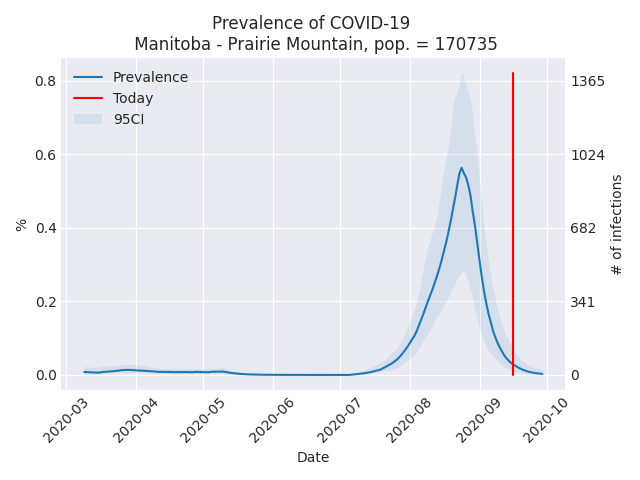 Prevalence of COVID-19
Manitoba - Prairie Mountain, pop. = 170735
Prevalence
Today
95CI
%
0.8
0.6
0.4
0.2
0.0
1365
1024
682
341
0
# of infections
2020-03
2020-04
2020-05
2020-06
2020-07
2020-08
2020-09
2020-10
Date